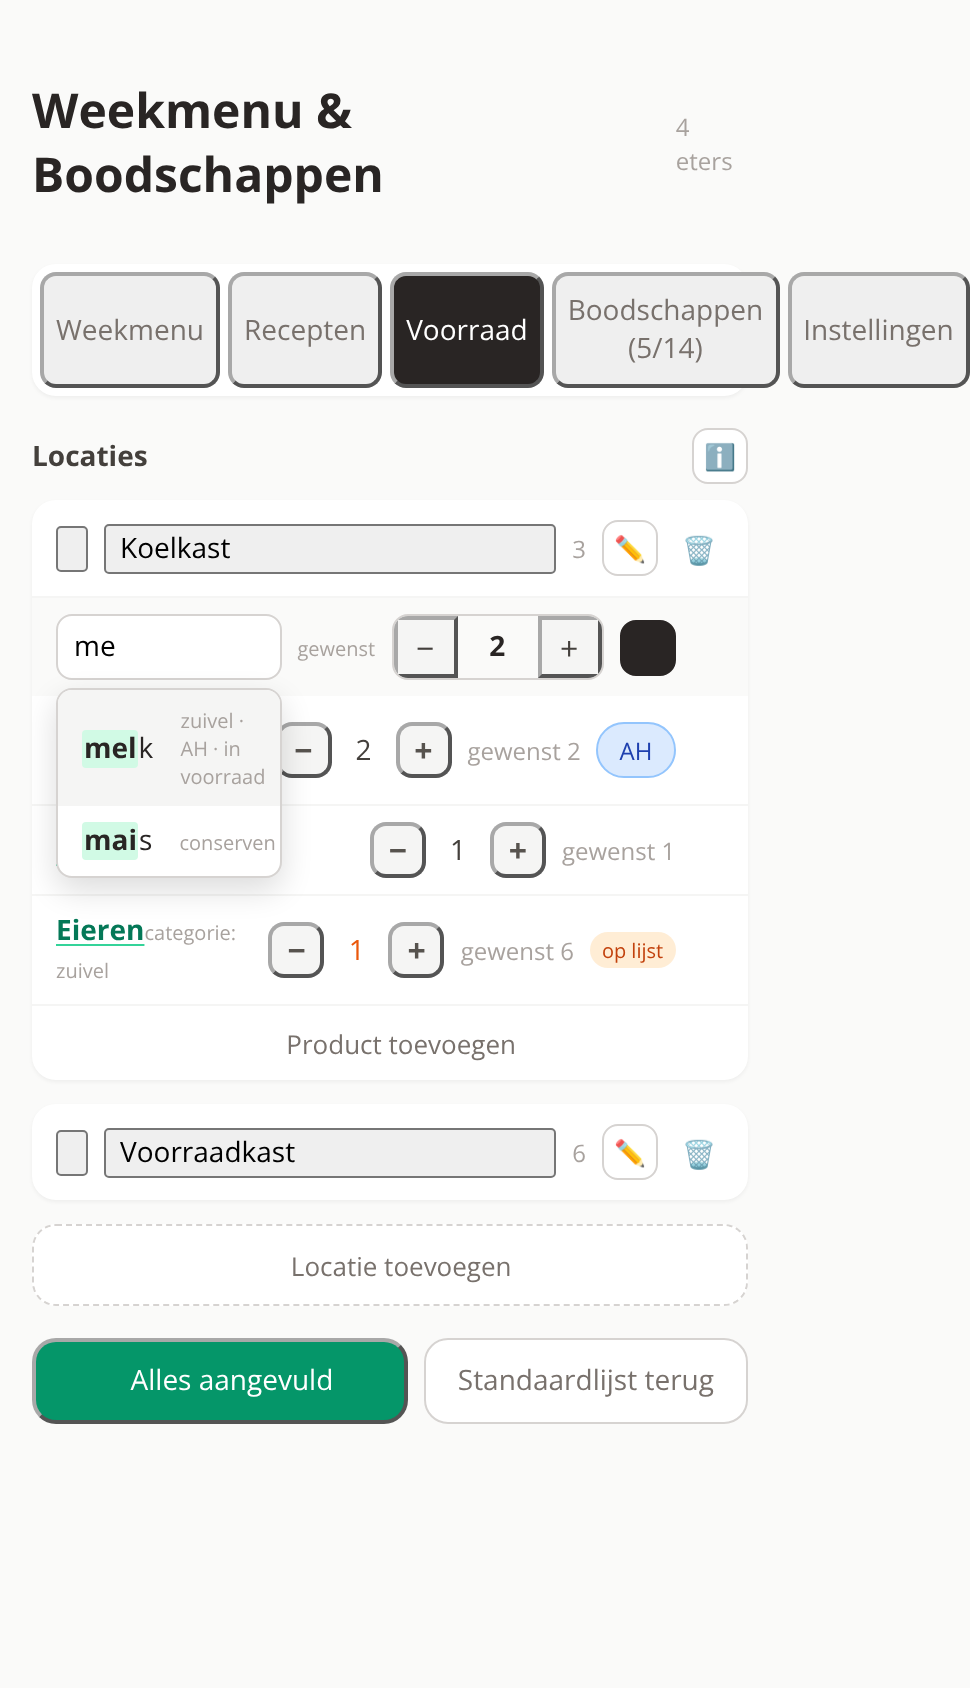 Weekmenu &
Boodschappen
4
eters
Weekmenu
Recepten
Voorraad
Boodschappen
(5/14)
Instellingen
Locaties
Koelkast 3
me gewenst − 2 +
melk zuivel ·
AH · in
voorraad
− 2 + gewenst 2 AH
mais conserven
− 1 + gewenst 1
Eieren categorie:
zuivel
− 1 + gewenst 6 op lijst
Product toevoegen
Voorraadkast 6
Locatie toevoegen
Alles aangevuld
Standaardlijst terug